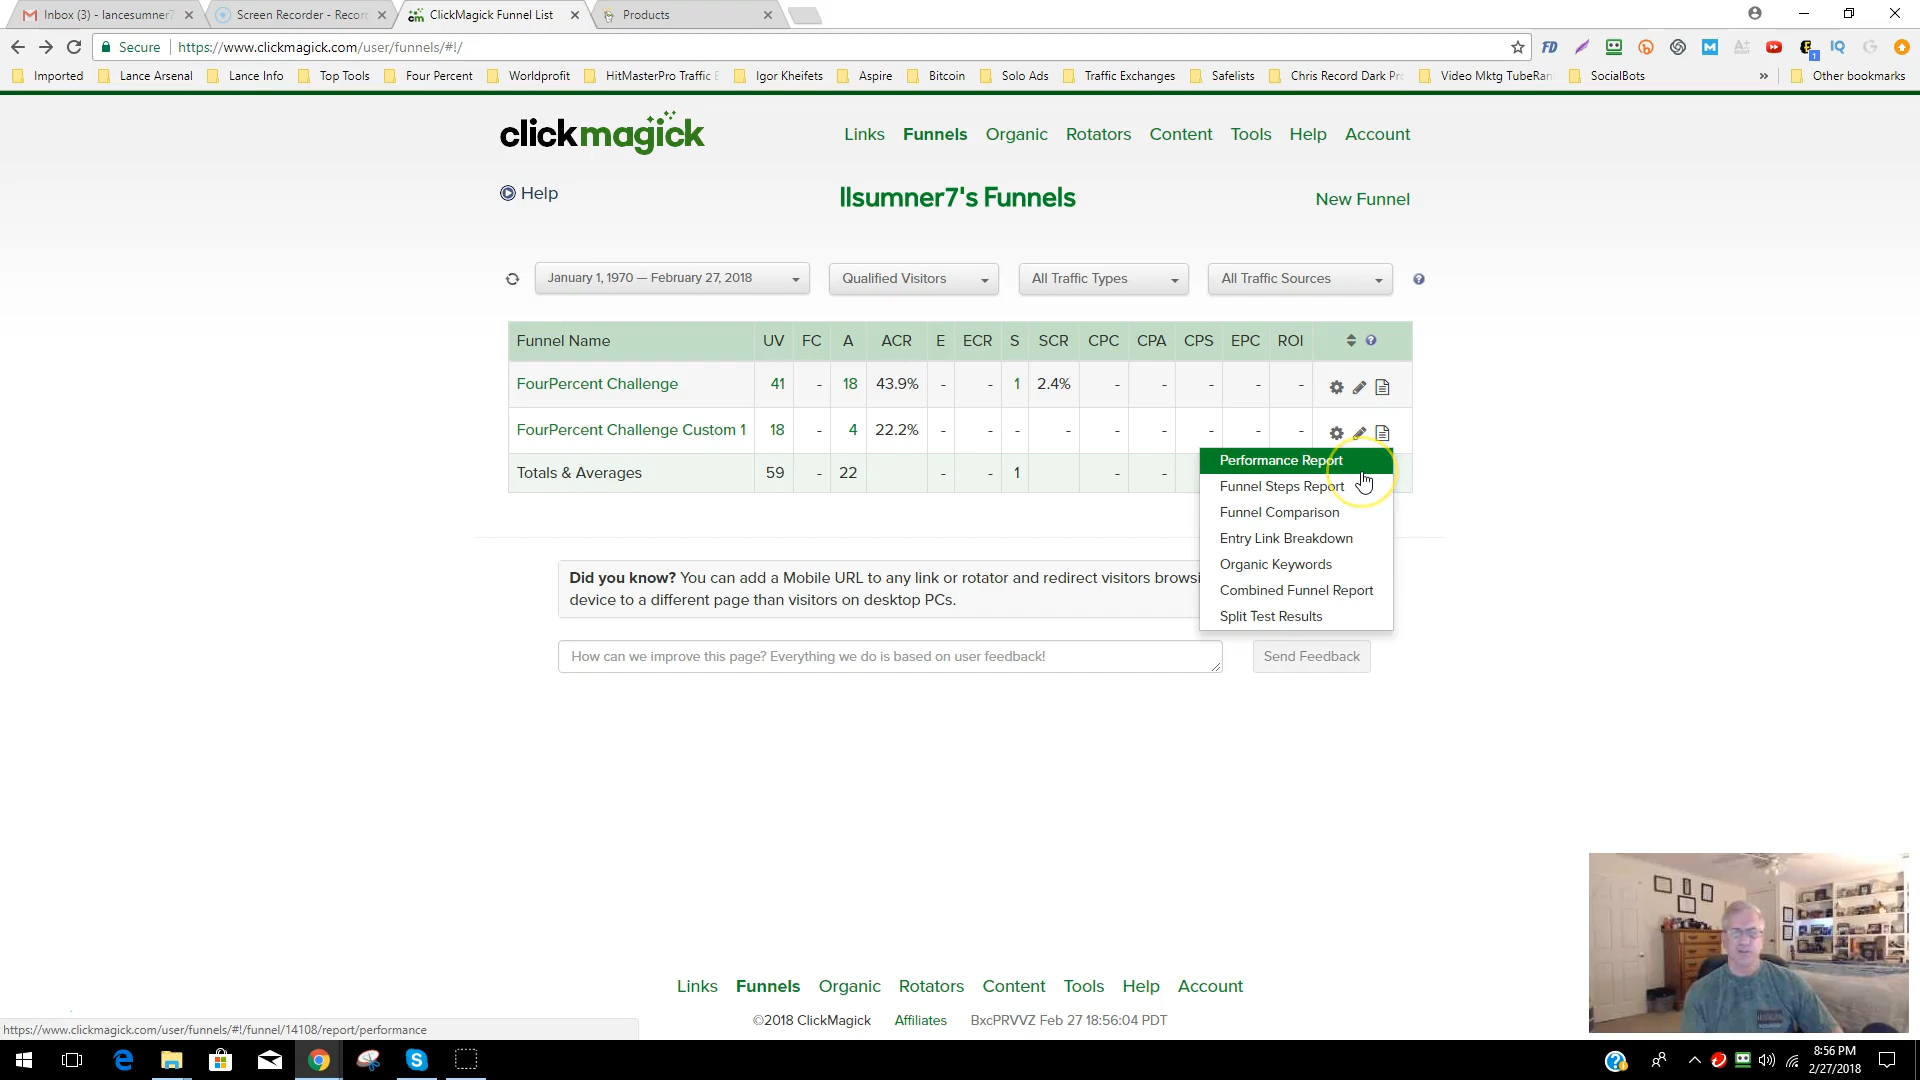 Inbox (3) - lancesumner7
Screen Recorder - Recor
ClickMagick Funnel List
Products
Secure
https://www.clickmagick.com/user/funnels/#!/
Imported
Lance Arsenal
Lance Info
Top Tools
Four Percent
Worldprofit
HitMasterPro Traffic E
Igor Kheifets
Aspire
Bitcoin
Solo Ads
Traffic Exchanges
Safelists
Chris Record Dark Pr
Video Mktg TubeRan
SocialBots
»
Other bookmarks
clickmagick
Links Funnels Organic Rotators Content Tools Help Account
Help
llsumner7's Funnels
New Funnel
January 1, 1970 — February 27, 2018
Qualified Visitors
All Traffic Types
All Traffic Sources
Funnel Name UV FC A ACR E ECR S SCR CPC CPA CPS EPC ROI
FourPercent Challenge 41 - 18 43.9% - - 1 2.4% - - - - -
FourPercent Challenge Custom 1 18 - 4 22.2% - - - - - - - - -
Totals & Averages 59 - 22 - - 1 - -
Performance Report
Funnel Steps Report
Funnel Comparison
Entry Link Breakdown
Organic Keywords
Combined Funnel Report
Split Test Results
Did you know? You can add a Mobile URL to any link or rotator and redirect visitors browsi
device to a different page than visitors on desktop PCs.
How can we improve this page? Everything we do is based on user feedback!
Send Feedback
Links Funnels Organic Rotators Content Tools Help Account
©2018 ClickMagick Affiliates BxcPRVVZ Feb 27 18:56:04 PDT
https://www.clickmagick.com/user/funnels/#!/funnel/14108/report/performance
8:56 PM
2/27/2018